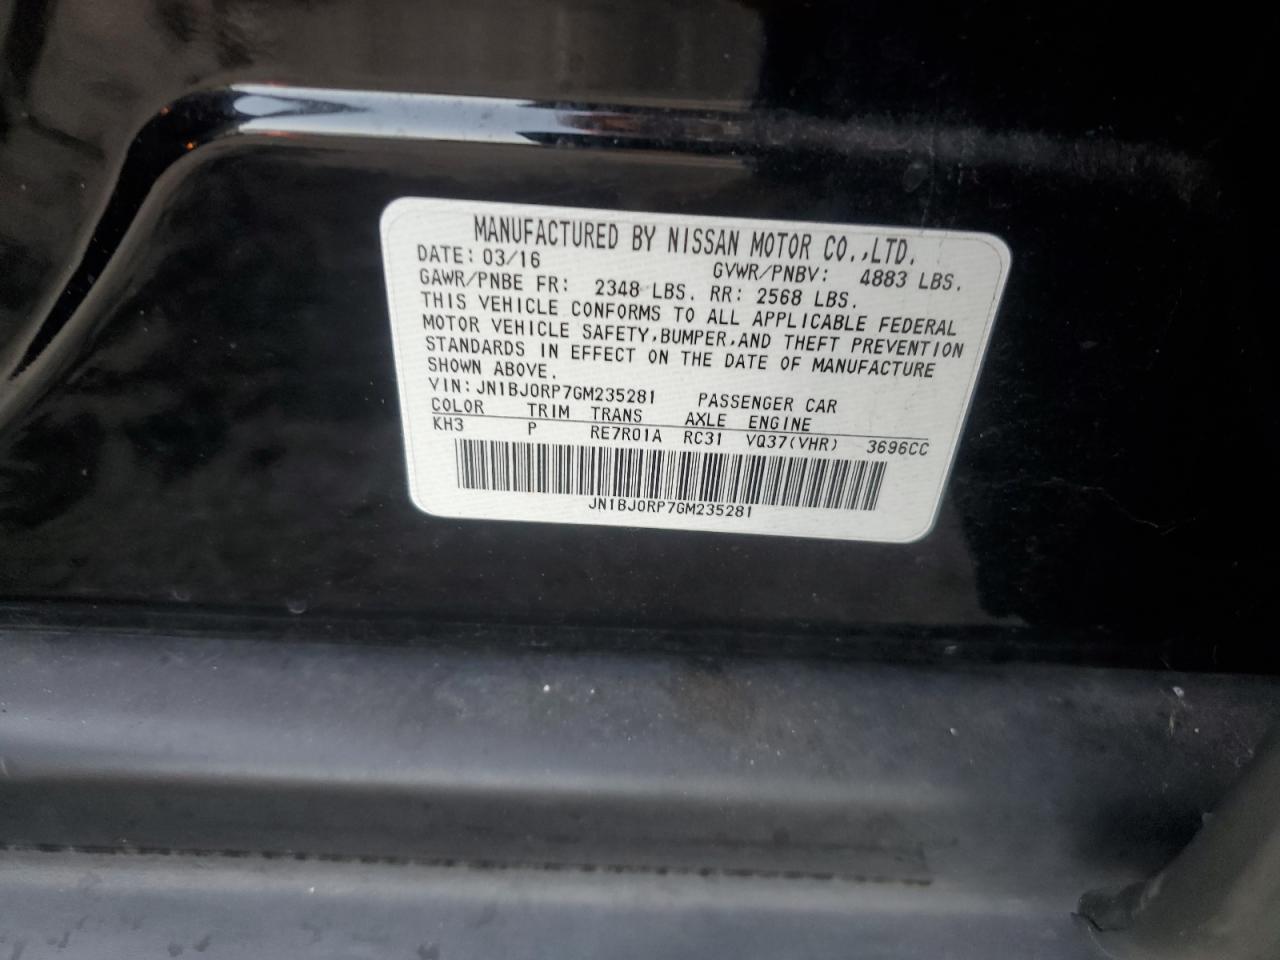 MANUFACTURED BY NISSAN MOTOR CO.,LTD.
DATE: 03/16 GVWR/PNBV: 4883 LBS.
GAWR/PNBE FR: 2348 LBS. RR: 2568 LBS.
THIS VEHICLE CONFORMS TO ALL APPLICABLE FEDERAL
MOTOR VEHICLE SAFETY,BUMPER,AND THEFT PREVENTION
STANDARDS IN EFFECT ON THE DATE OF MANUFACTURE
SHOWN ABOVE.
VIN: JN1BJ0RP7GM235281 PASSENGER CAR
COLOR TRIM TRANS AXLE ENGINE
KH3 P RE7R01A RC31 VQ37(VHR) 3696CC
JN1BJ0RP7GM235281